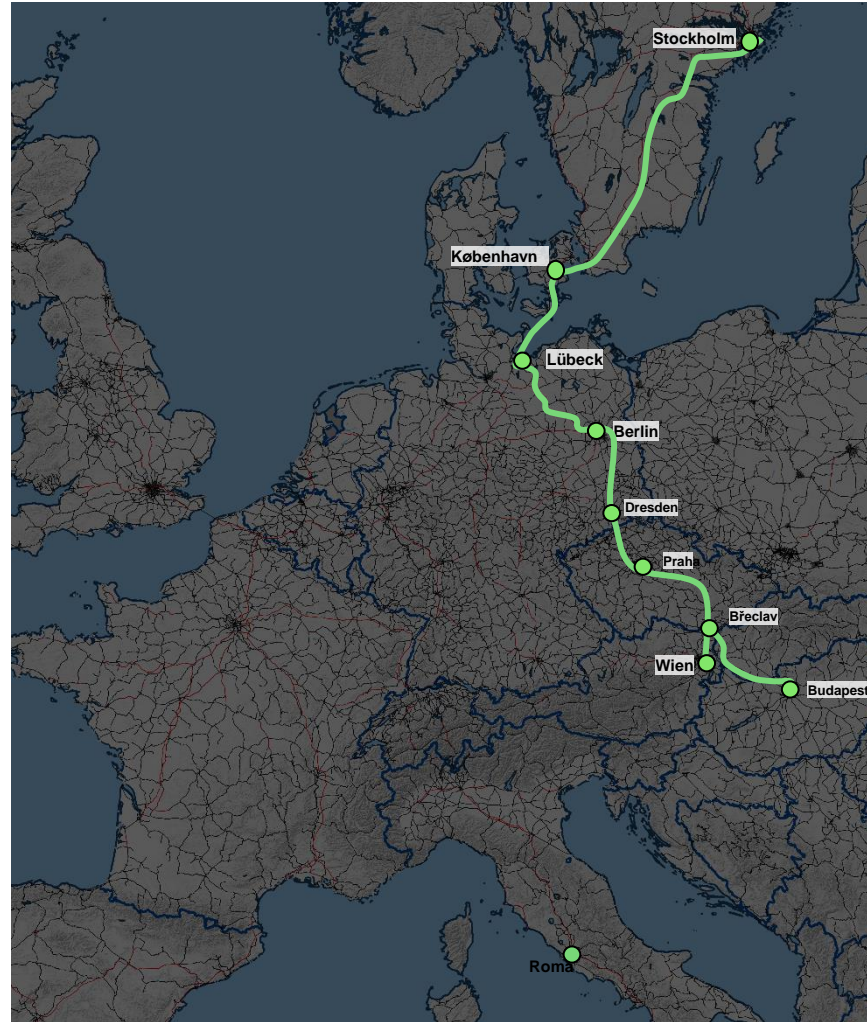 Stockholm
København
Lübeck
Berlin
Dresden
Praha
Břeclav
Wien
Budapest
Roma